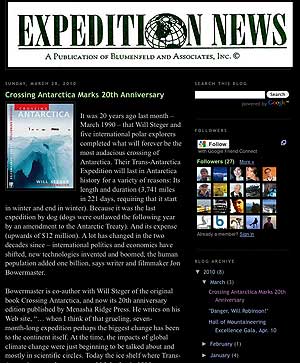 EXPEDITION NEWS
A PUBLICATION OF BLUMENFELD AND ASSOCIATES, INC. ©
SUNDAY, MARCH 28, 2010
Crossing Antarctica Marks 20th Anniversary
CROSSING
ANTARCTICA
WILL STEGER
It was 20 years ago last month –
March 1990 – that Will Steger and
five international polar explorers
completed what will forever be the
most audacious crossing of
Antarctica. Their Trans-Antarctica
Expedition will last in Antarctica
history for a variety of reasons: Its
length and duration (3,741 miles
in 221 days, requiring that it start
in winter and end in winter). Because it was the last
expedition by dog (dogs were outlawed the following year
by an amendment to the Antarctic Treaty). And its expense
(upwards of $12 million). A lot has changed in the two
decades since – international politics and economies have
shifted, new technologies invented and boomed, the human
population added one billion, says writer and filmmaker Jon
Bowermaster.
Bowermaster is co-author with Will Steger of the original
book Crossing Antarctica, and now its 20th anniversary
edition published by Menasha Ridge Press. He writes on his
Web site, “… when I think of that grueling, seven-
month-long expedition perhaps the biggest change has been
to the continent itself. At the time, the impacts of global
climate change were just beginning to be talked about and
mostly in scientific circles. Today the ice shelf where Trans-
SEARCH THIS BLOG
powered by Google™
FOLLOWERS
Follow
with Google Friend Connect
Followers (27) More »
Already a member? Sign in
BLOG ARCHIVE
▼ 2010 (8)
▼ March (3)
Crossing Antarctica Marks 20th
Anniversary
"Danger, Will Robinson!"
Hall of Mountaineering
Excellence Gala, Apr. 10
► February (1)
► January (4)